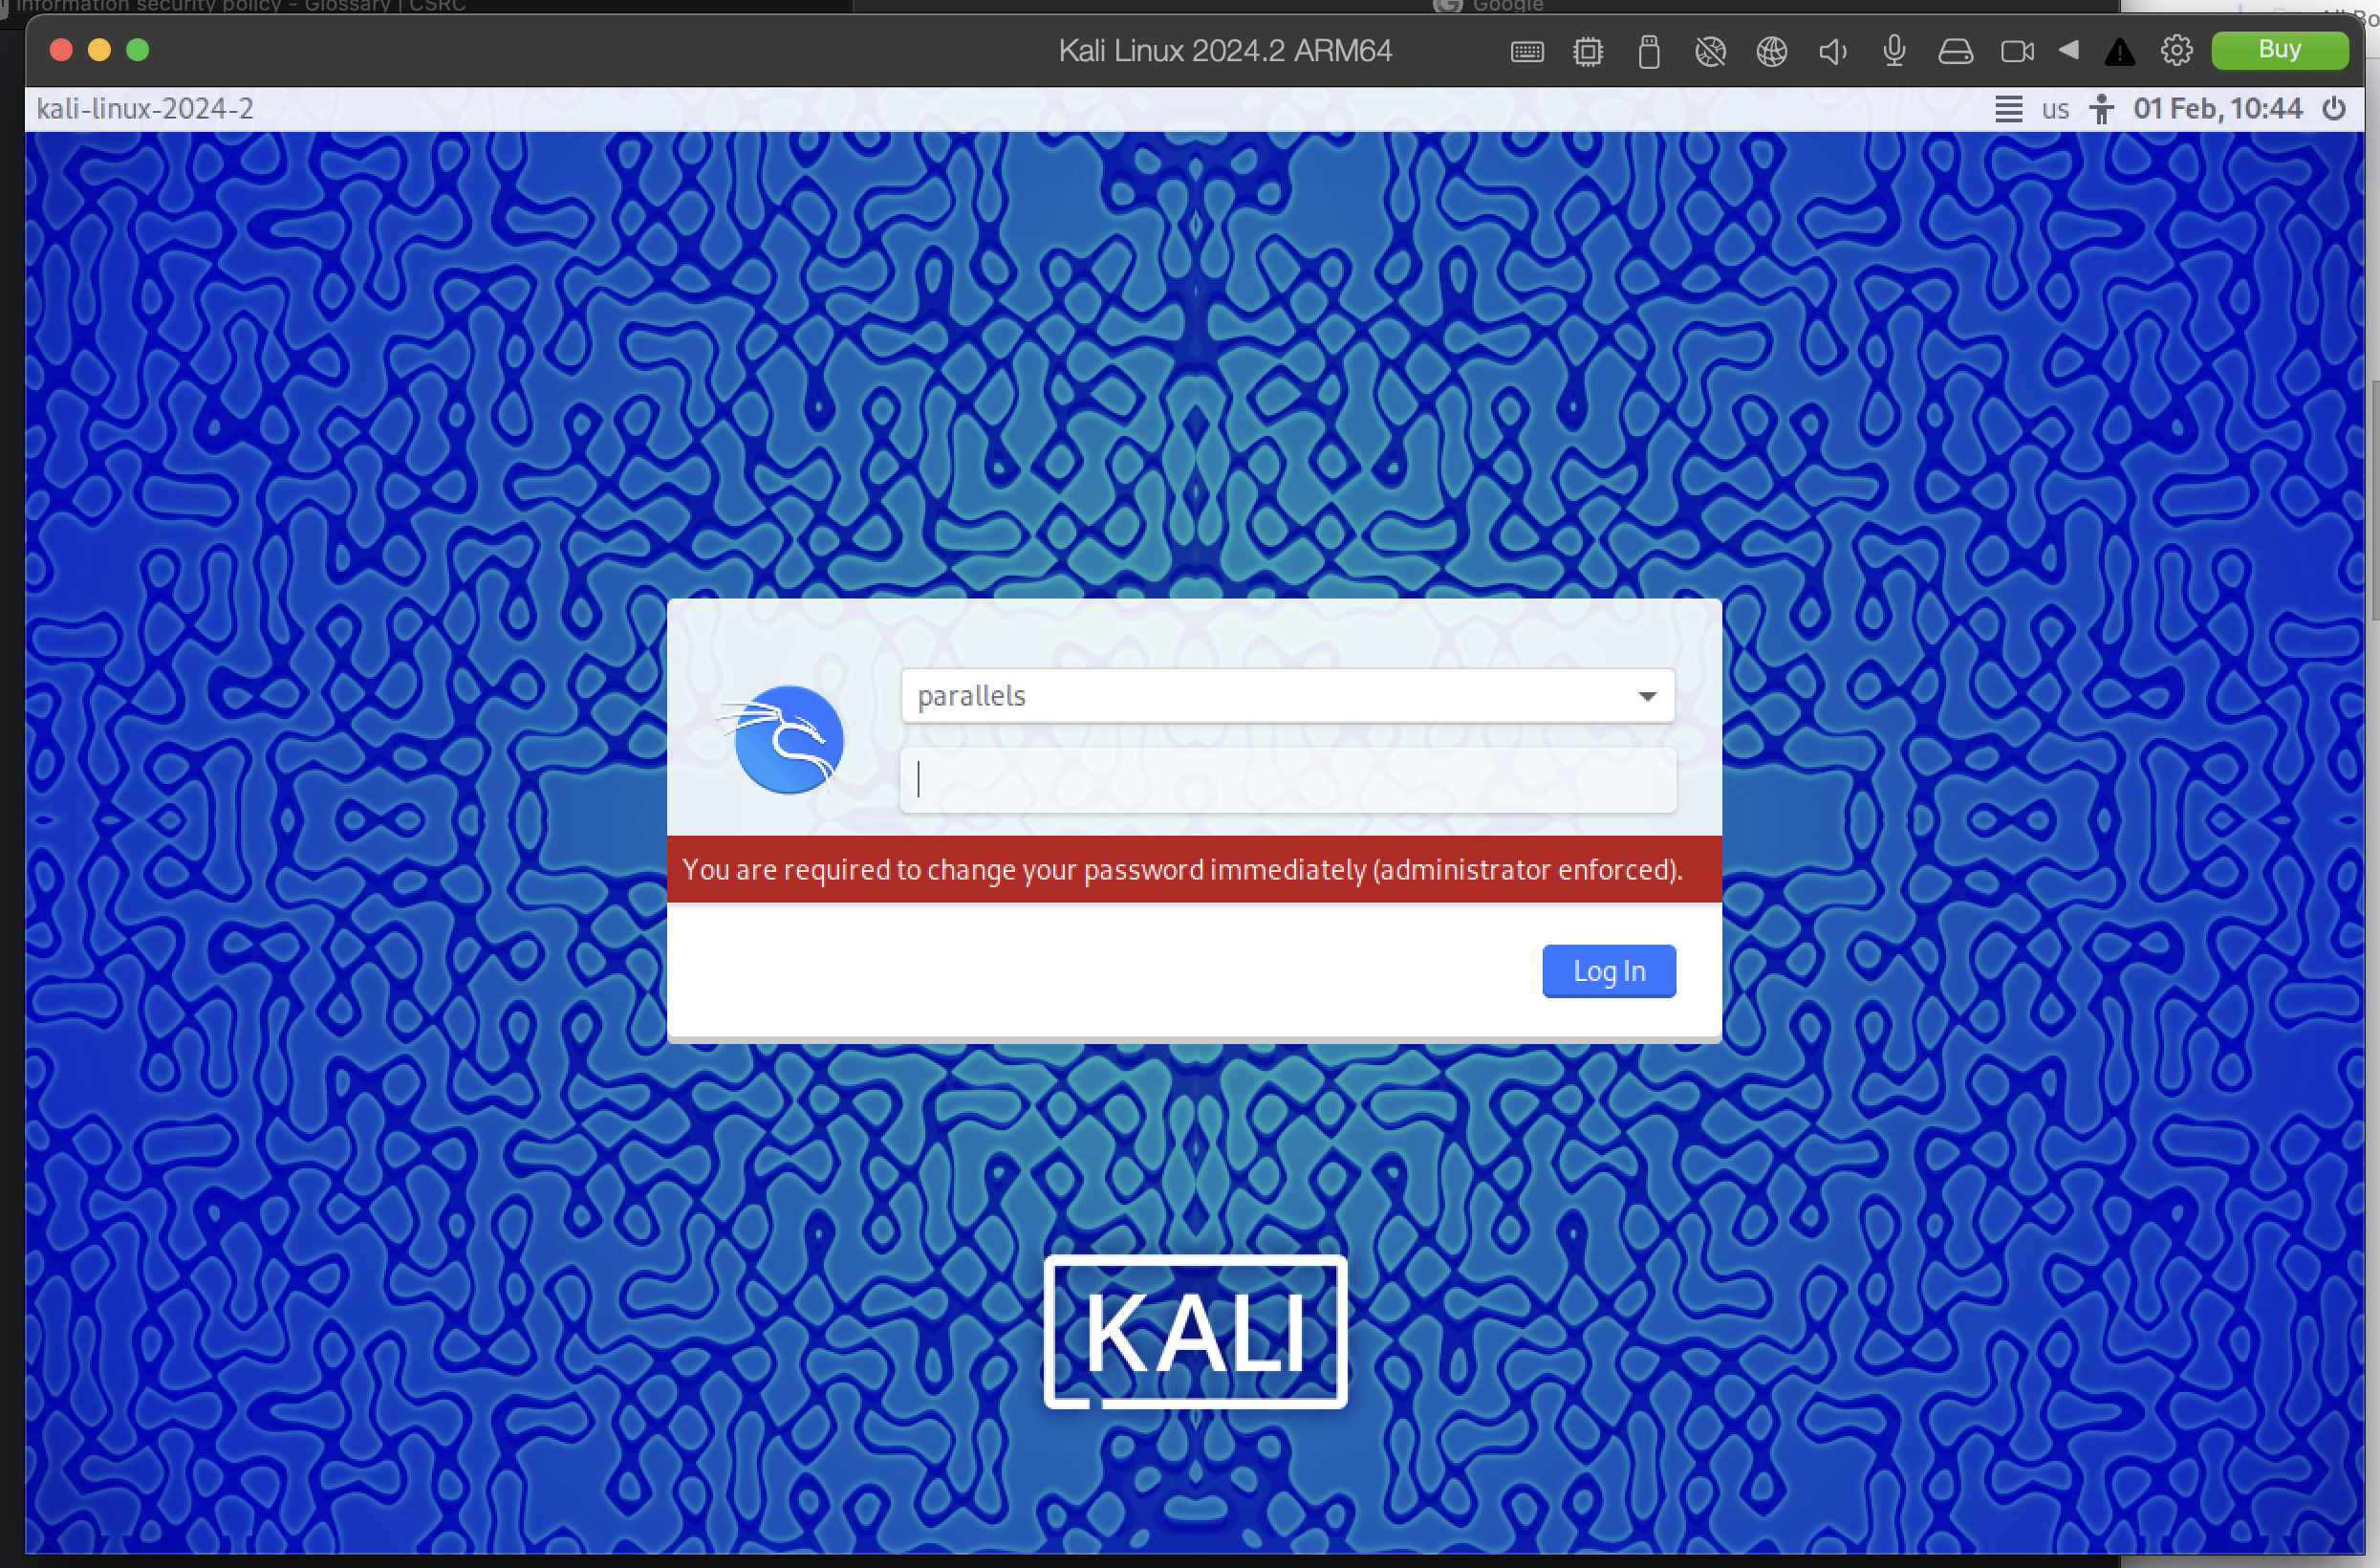 Information security policy - Glossary | CSRC
Google
Kali Linux 2024.2 ARM64
Buy
kali-linux-2024-2
us
01 Feb, 10:44
parallels
You are required to change your password immediately (administrator enforced).
Log In
KALI